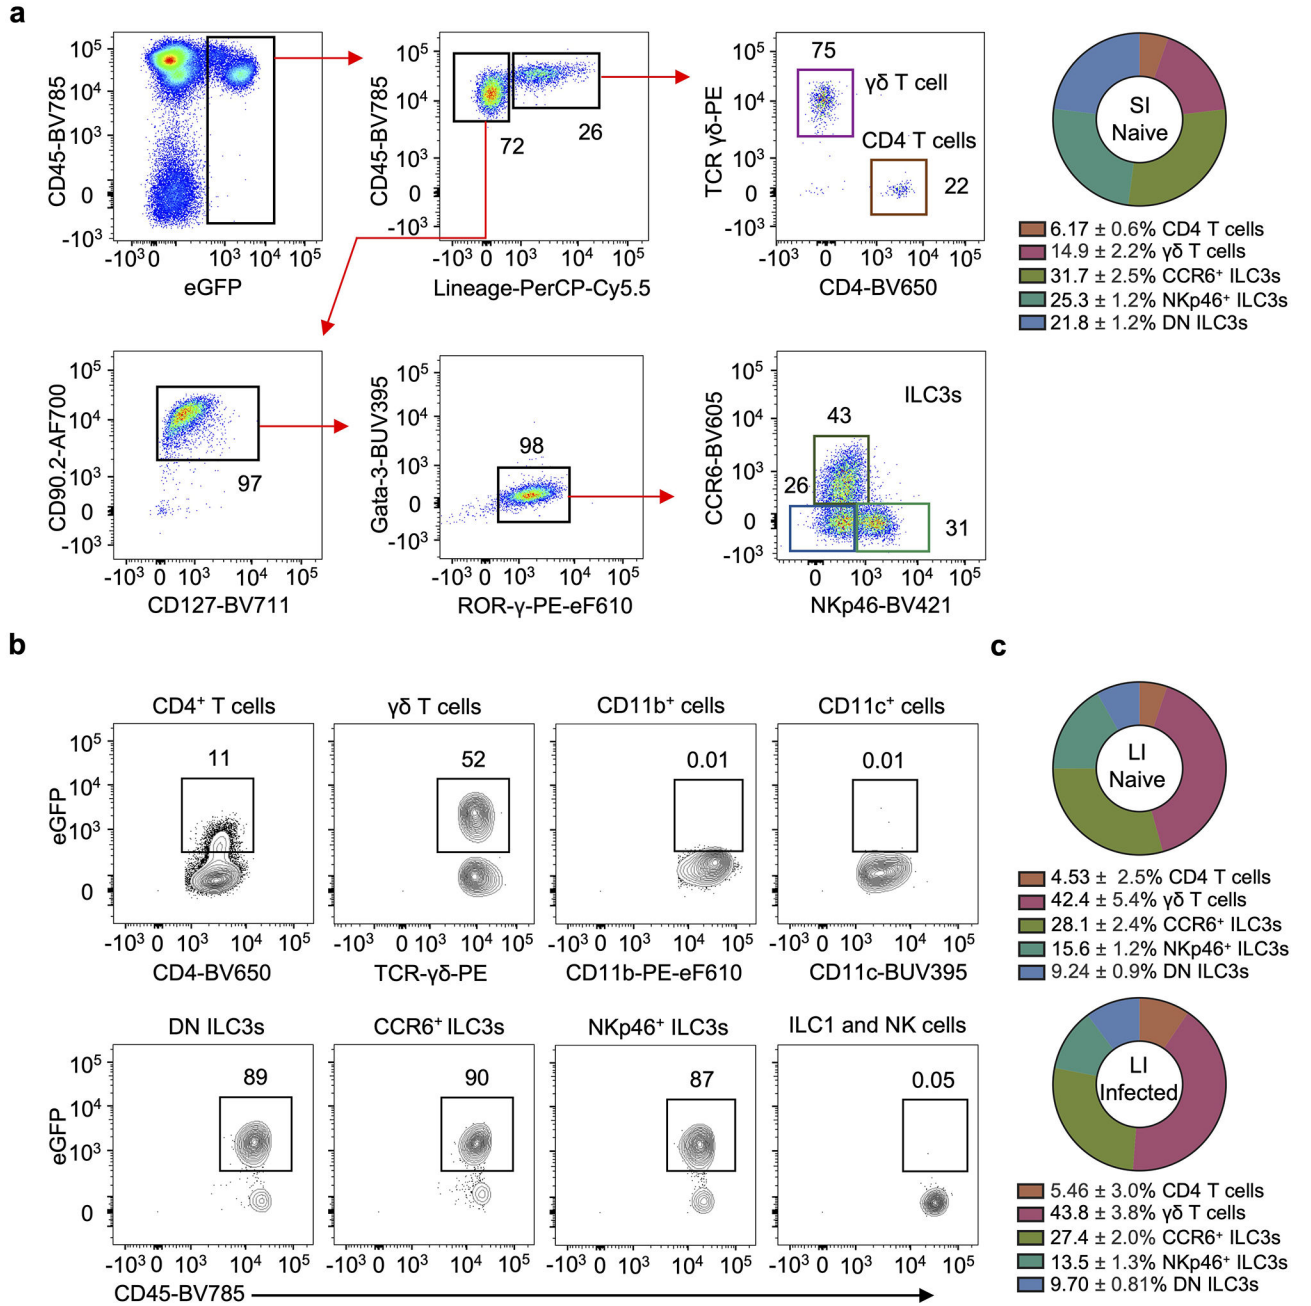 a
10⁵
10⁴
10³
0
-10³
CD45-BV785
-10³ 0 10³ 10⁴ 10⁵
eGFP
10⁵
10⁴
10³
0
-10³
CD45-BV785
72
26
-10³ 0 10³ 10⁴ 10⁵
Lineage-PerCP-Cy5.5
10⁵
10⁴
10³
0
-10³
TCR γδ-PE
75
γδ T cell
CD4 T cells
22
-10³ 0 10³ 10⁴ 10⁵
CD4-BV650
SI
Naive
6.17 ± 0.6% CD4 T cells
14.9 ± 2.2% γδ T cells
31.7 ± 2.5% CCR6⁺ ILC3s
25.3 ± 1.2% NKp46⁺ ILC3s
21.8 ± 1.2% DN ILC3s
10⁵
10⁴
10³
0
-10³
CD90.2-AF700
97
-10³ 0 10³ 10⁴ 10⁵
CD127-BV711
10⁵
10⁴
10³
0
-10³
Gata-3-BUV395
98
-10³ 0 10³ 10⁴ 10⁵
ROR-γ-PE-eF610
10⁵
10⁴
10³
0
-10³
CCR6-BV605
ILC3s
43
26
31
0 10³ 10⁴ 10⁵
NKp46-BV421
b
CD4⁺ T cells
10⁵
10⁴
10³
0
eGFP
11
-10³ 0 10³ 10⁴ 10⁵
CD4-BV650
γδ T cells
52
-10³ 0 10³ 10⁴ 10⁵
TCR-γδ-PE
CD11b⁺ cells
0.01
-10³ 0 10³ 10⁴ 10⁵
CD11b-PE-eF610
CD11c⁺ cells
0.01
-10³ 0 10³ 10⁴ 10⁵
CD11c-BUV395
DN ILC3s
10⁵
10⁴
10³
0
eGFP
89
-10³ 0 10³ 10⁴ 10⁵
CCR6⁺ ILC3s
90
-10³ 0 10³ 10⁴ 10⁵
NKp46⁺ ILC3s
87
-10³ 0 10³ 10⁴ 10⁵
ILC1 and NK cells
0.05
-10³ 0 10³ 10⁴ 10⁵
CD45-BV785
c
LI
Naive
4.53 ± 2.5% CD4 T cells
42.4 ± 5.4% γδ T cells
28.1 ± 2.4% CCR6⁺ ILC3s
15.6 ± 1.2% NKp46⁺ ILC3s
9.24 ± 0.9% DN ILC3s
LI
Infected
5.46 ± 3.0% CD4 T cells
43.8 ± 3.8% γδ T cells
27.4 ± 2.0% CCR6⁺ ILC3s
13.5 ± 1.3% NKp46⁺ ILC3s
9.70 ± 0.81% DN ILC3s